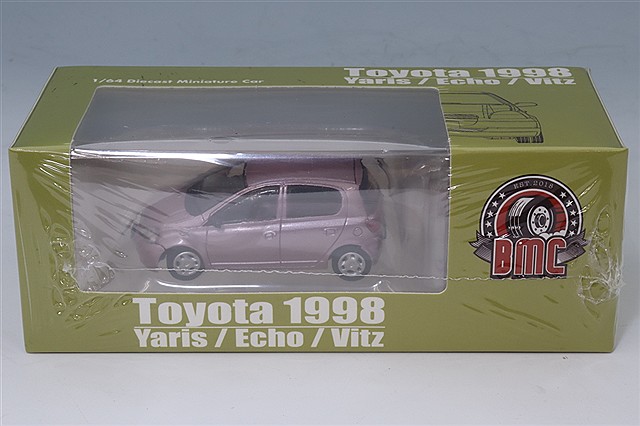 1/64 Diecast Miniature Car
Toyota 1998
Yaris / Echo / Vitz
EST 2018
BMC
Toyota 1998
Yaris / Echo / Vitz